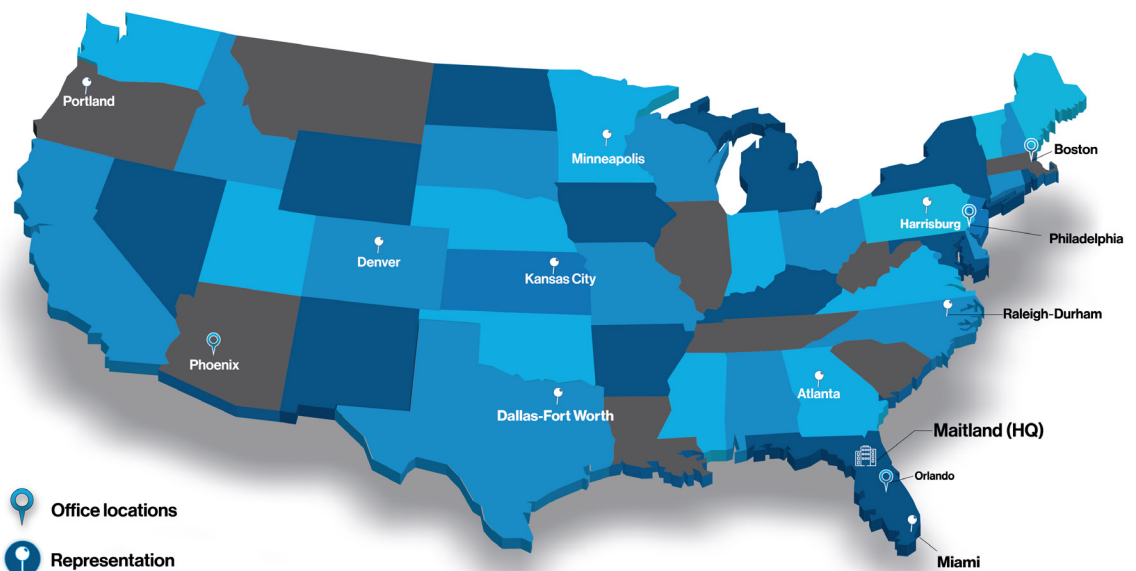 Portland
Minneapolis
Boston
Harrisburg
Philadelphia
Denver
Kansas City
Raleigh-Durham
Phoenix
Atlanta
Dallas-Fort Worth
Maitland (HQ)
Orlando
Office locations
Representation
Miami